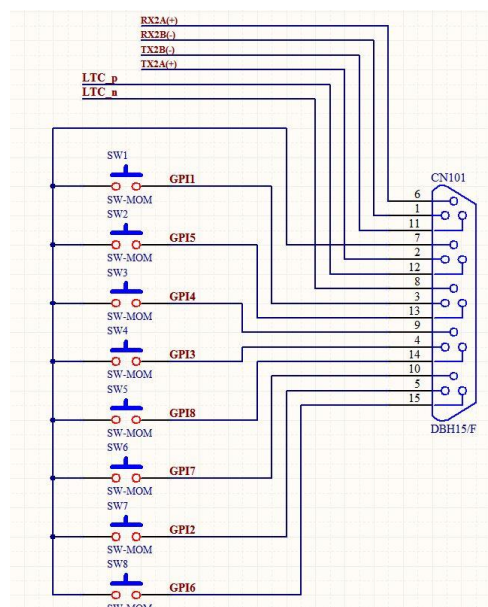 RX2A(+)
RX2B(-)
TX2B(-)
TX2A(+)
LTC_p
LTC_n
CN101
6
1
11
7
2
12
8
3
13
9
4
14
10
5
15
DBH15/F
SW1
GPI1
SW-MOM
SW2
GPI5
SW-MOM
SW3
GPI4
SW-MOM
SW4
GPI3
SW-MOM
SW5
GPI8
SW-MOM
SW6
GPI7
SW-MOM
SW7
GPI2
SW-MOM
SW8
GPI6
SW-MOM